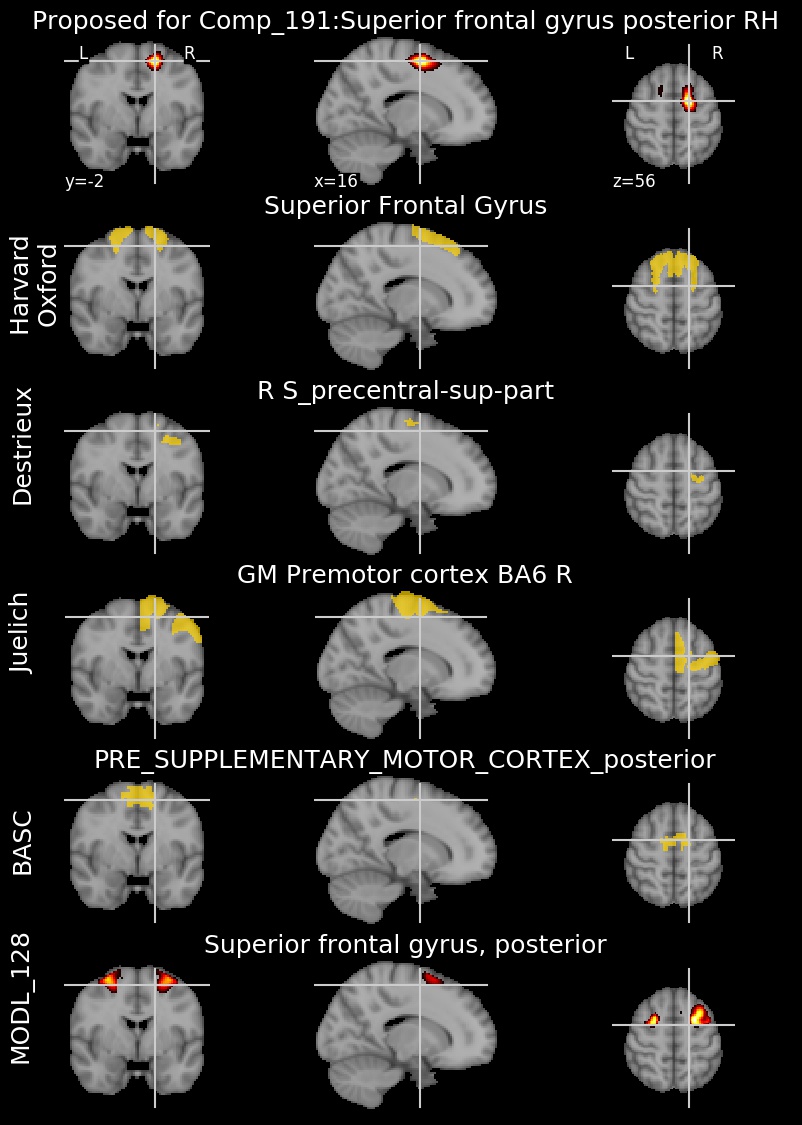 Proposed for Comp_191:Superior frontal gyrus posterior RH
L R
L R
y=-2
x=16
z=56
Superior Frontal Gyrus
Harvard
Oxford
R S_precentral-sup-part
Destrieux
GM Premotor cortex BA6 R
Juelich
PRE_SUPPLEMENTARY_MOTOR_CORTEX_posterior
BASC
Superior frontal gyrus, posterior
MODL_128